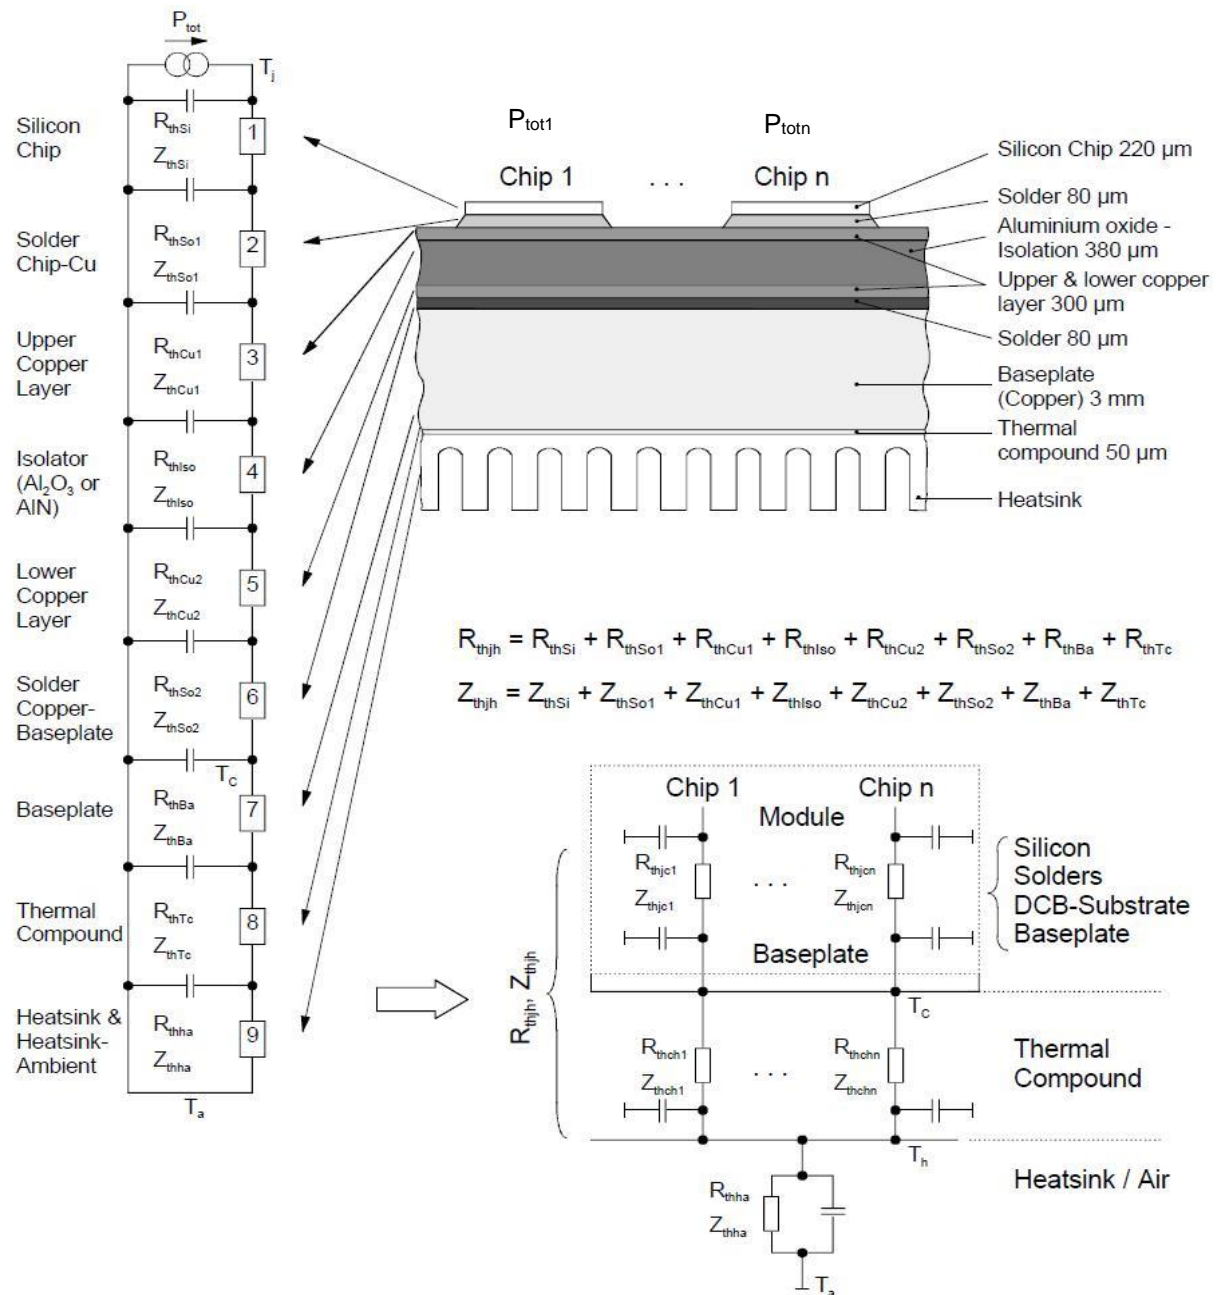 P_tot
T_j
Silicon
Chip
R_thSi
Z_thSi
1
Solder
Chip-Cu
R_thSo1
Z_thSo1
2
Upper
Copper
Layer
R_thCu1
Z_thCu1
3
Isolator
(Al₂O₃ or
AlN)
R_thIso
Z_thIso
4
Lower
Copper
Layer
R_thCu2
Z_thCu2
5
Solder
Copper-
Baseplate
R_thSo2
Z_thSo2
6
T_C
Baseplate
R_thBa
Z_thBa
7
Thermal
Compound
R_thTc
Z_thTc
8
Heatsink &
Heatsink-
Ambient
R_thha
Z_thha
9
T_a
P_tot1
P_totn
Chip 1
. . .
Chip n
Silicon Chip 220 µm
Solder 80 µm
Aluminium oxide -
Isolation 380 µm
Upper & lower copper
layer 300 µm
Solder 80 µm
Baseplate
(Copper) 3 mm
Thermal
compound 50 µm
Heatsink
R_thjh = R_thSi + R_thSo1 + R_thCu1 + R_thIso + R_thCu2 + R_thSo2 + R_thBa + R_thTc
Z_thjh = Z_thSi + Z_thSo1 + Z_thCu1 + Z_thIso + Z_thCu2 + Z_thSo2 + Z_thBa + Z_thTc
Chip 1
Chip n
Module
R_thjc1
Z_thjc1
. . .
R_thjcn
Z_thjcn
Baseplate
Silicon
Solders
DCB-Substrate
Baseplate
R_thjh, Z_thjh
T_C
R_thch1
Z_thch1
. . .
R_thchn
Z_thchn
Thermal
Compound
T_h
R_thha
Z_thha
Heatsink / Air
T_a